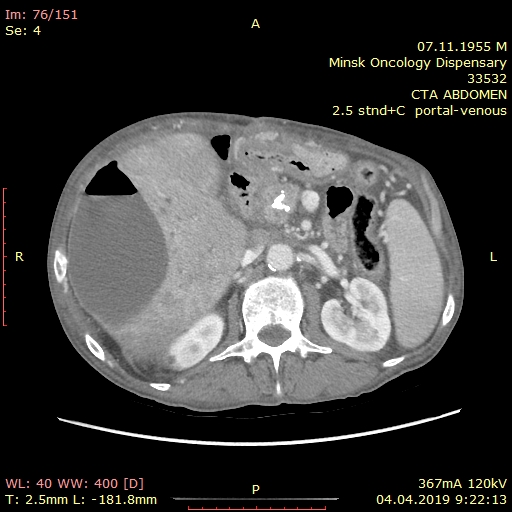 Im: 76/151
Se: 4
A
07.11.1955 M
Minsk Oncology Dispensary
33532
CTA ABDOMEN
2.5 stnd+C portal-venous
R
L
WL: 40 WW: 400 [D]
T: 2.5mm L: -181.8mm
P
367mA 120kV
04.04.2019 9:22:13